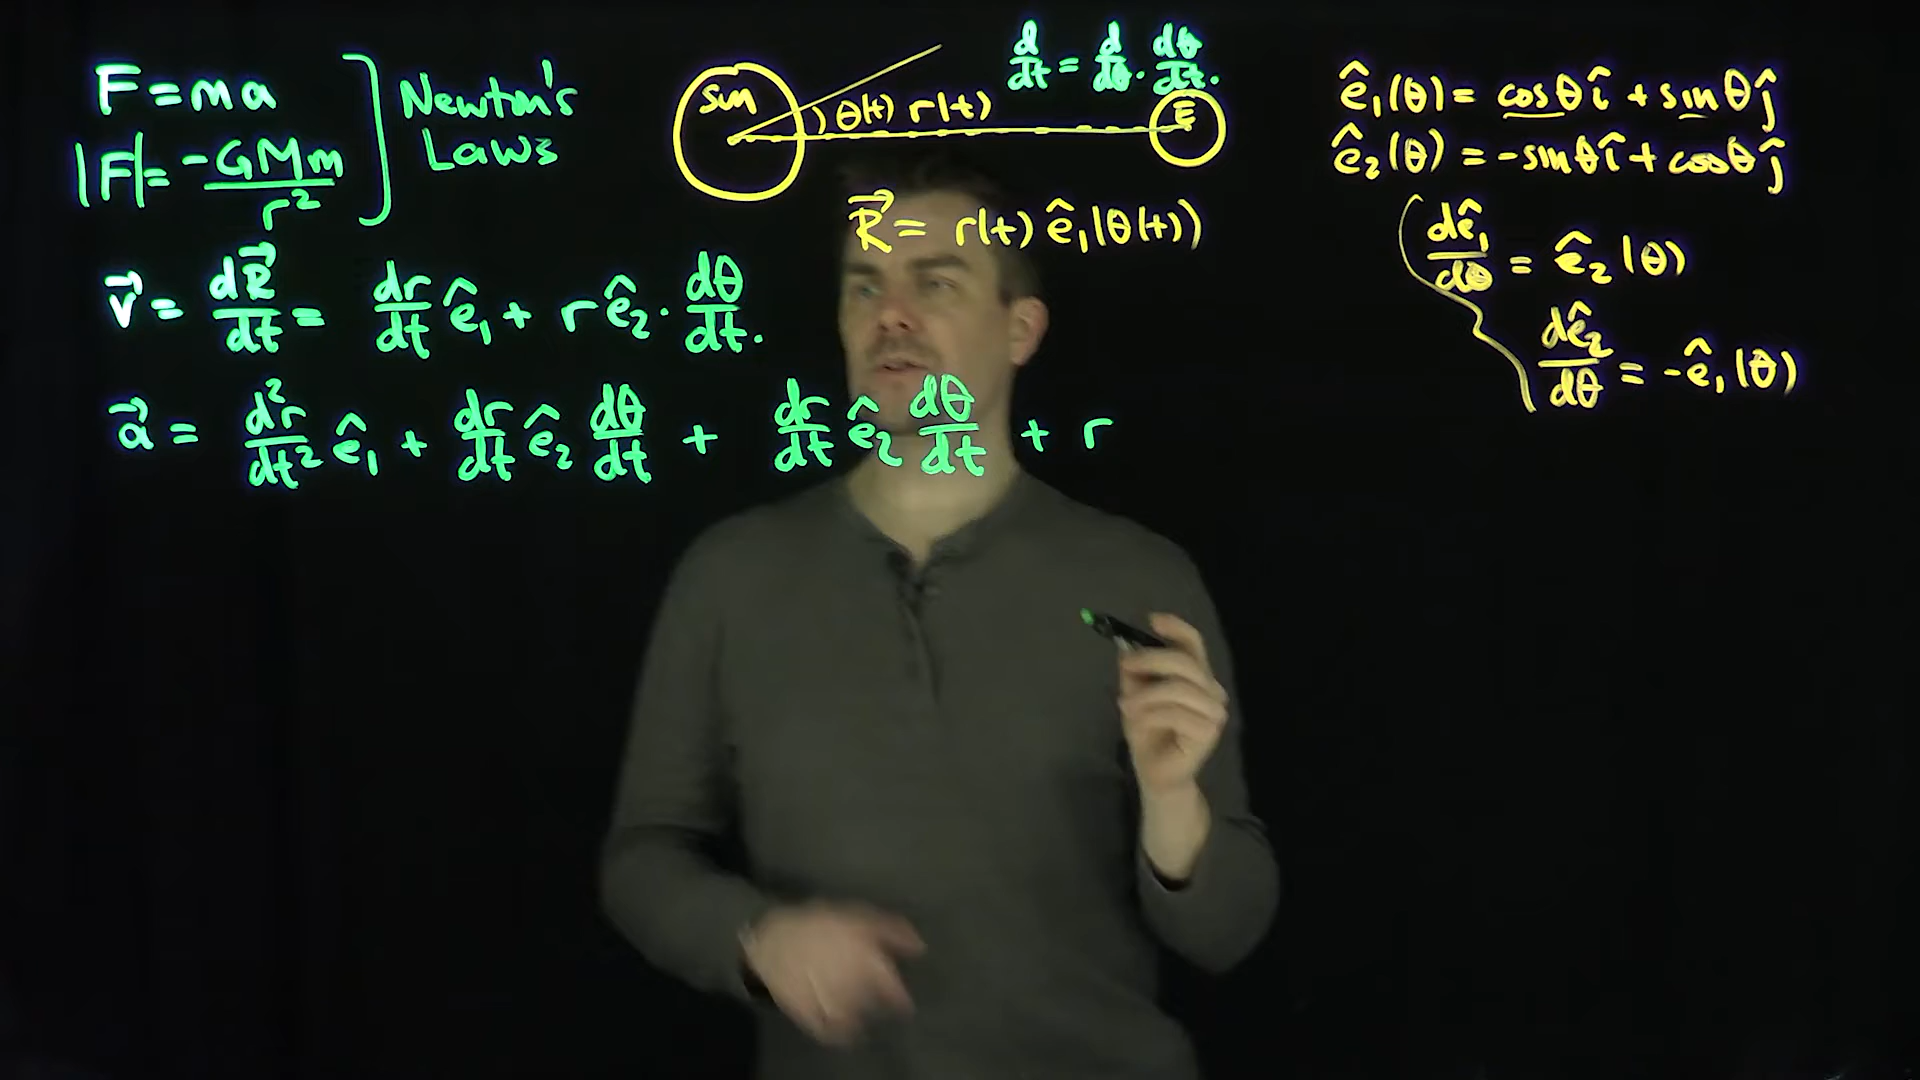 F = ma
|F| = -GMm / r²
] Newton's Laws
sun
θ(t) r(t)
E
d/dt = d/dθ · dθ/dt.
R⃗ = r(t) ê₁(θ(t))
ê₁(θ) = cosθ î + sinθ ĵ
ê₂(θ) = -sinθ î + cosθ ĵ
dê₁/dθ = ê₂(θ)
dê₂/dθ = -ê₁(θ)
v⃗ = dR⃗/dt = dr/dt ê₁ + r ê₂ · dθ/dt.
a⃗ = d²r/dt² ê₁ + dr/dt ê₂ dθ/dt + dr/dt ê₂ dθ/dt + r